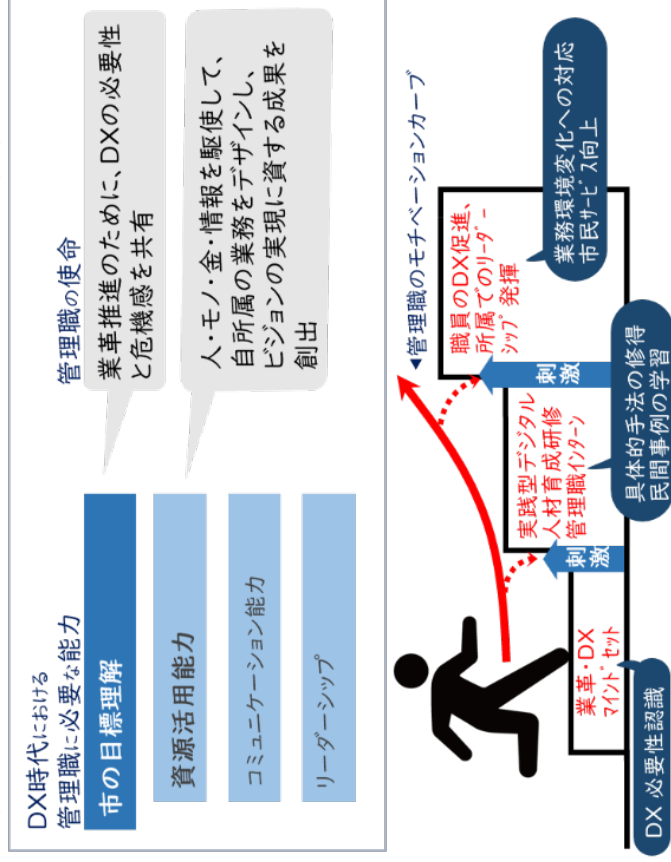 DX時代における
管理職に必要な能力
市の目標理解
資源活用能力
コミュニケーション能力
リーダーシップ
管理職の使命
業革推進のために、DXの必要性
と危機感を共有
人・モノ・金・情報を駆使して、
自所属の業務をデザインし、
ビジョンの実現に資する成果を
創出
◀管理職のモチベーションカーブ
業革・DX
マインドセット
DX 必要性認識
刺激
実践型デジタル
人材育成研修
管理職インターン
具体的手法の修得
民間事例の学習
刺激
職員のDX促進、
所属でのリーダー
シップ 発揮
業務環境変化への対応
市民サービス向上